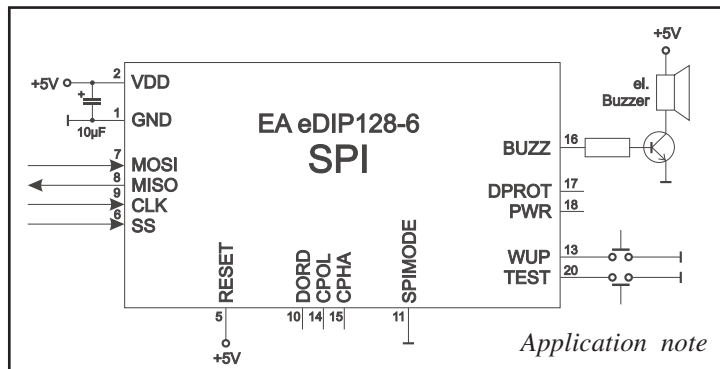 +5V
2 VDD
+
1 GND
10µF
7 MOSI
8 MISO
9 CLK
6 SS
EA eDIP128-6
SPI
+5V
el.
Buzzer
BUZZ 16
DPROT 17
PWR 18
WUP 13
TEST 20
RESET DORD CPOL CPHA SPIMODE
5 10 14 15 11
+5V
Application note